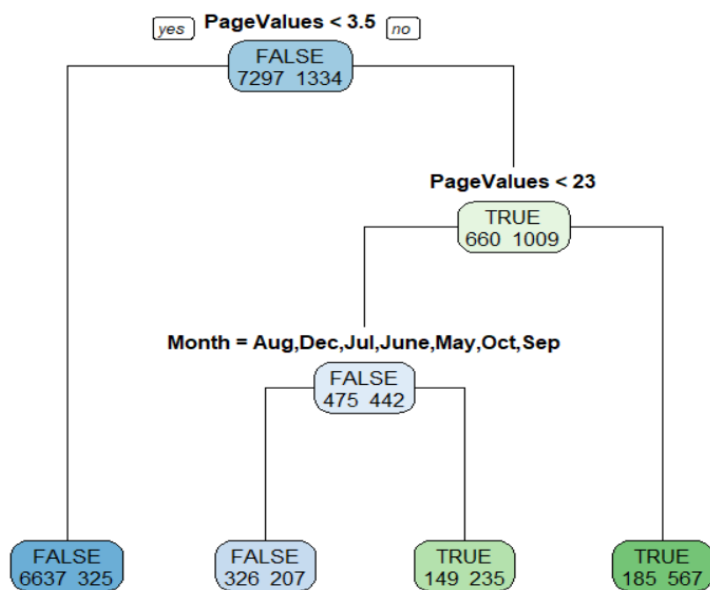 yes PageValues < 3.5 no
FALSE
7297 1334
PageValues < 23
TRUE
660 1009
Month = Aug,Dec,Jul,June,May,Oct,Sep
FALSE
475 442
FALSE FALSE TRUE TRUE
6637 325 326 207 149 235 185 567